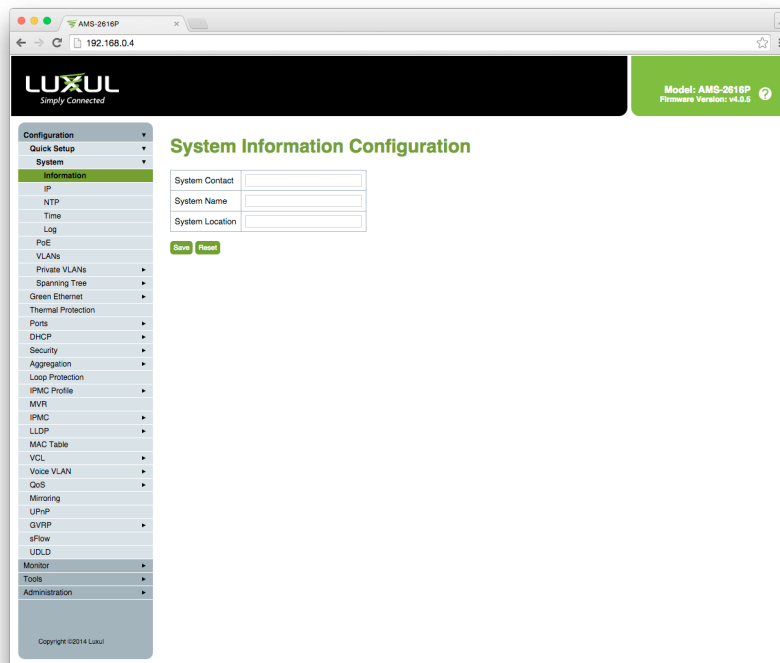 AMS-2616P
192.168.0.4
LUXUL
Simply Connected
Model: AMS-2616P
Firmware Version: v4.0.5
?
Configuration
Quick Setup
System
Information
IP
NTP
Time
Log
PoE
VLANs
Private VLANs
Spanning Tree
Green Ethernet
Thermal Protection
Ports
DHCP
Security
Aggregation
Loop Protection
IPMC Profile
MVR
IPMC
LLDP
MAC Table
VCL
Voice VLAN
QoS
Mirroring
UPnP
GVRP
sFlow
UDLD
Monitor
Tools
Administration
Copyright ©2014 Luxul
System Information Configuration
System Contact
System Name
System Location
Save Reset